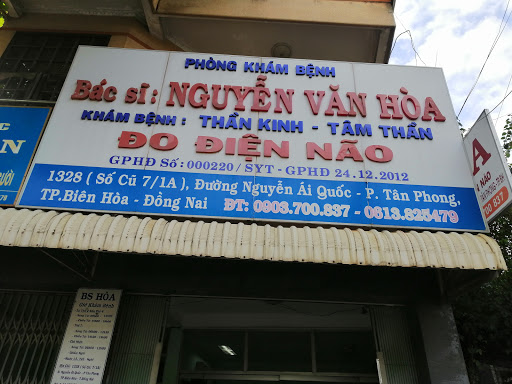 PHÒNG KHÁM BỆNH
Bác sĩ: NGUYỄN VĂN HÒA
KHÁM BỆNH: THẦN KINH - TÂM THẦN
ĐO ĐIỆN NÃO
GPHĐ Số: 000220/SYT - GPHĐ 24.12.2012
1328 ( Số Cũ 7/1A ), Đường Nguyễn Ái Quốc - P. Tân Phong,
TP.Biên Hòa - Đồng Nai ĐT: 0903.700.837 - 0613.825479
A
NAO
BS HÒA